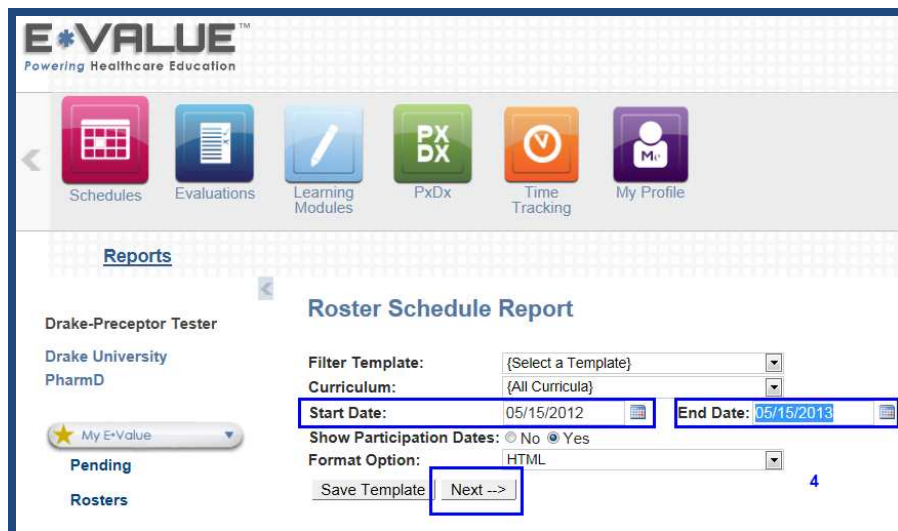 E*VALUE™
Powering Healthcare Education
PX
DX
Me
Schedules
Evaluations
Learning
Modules
PxDx
Time
Tracking
My Profile
Reports
Drake-Preceptor Tester
Drake University
PharmD
My E*Value
Pending
Rosters
Roster Schedule Report
Filter Template: {Select a Template}
Curriculum: {All Curricula}
Start Date: 05/15/2012 End Date: 05/15/2013
Show Participation Dates: No Yes
Format Option: HTML
Save Template Next -->
4